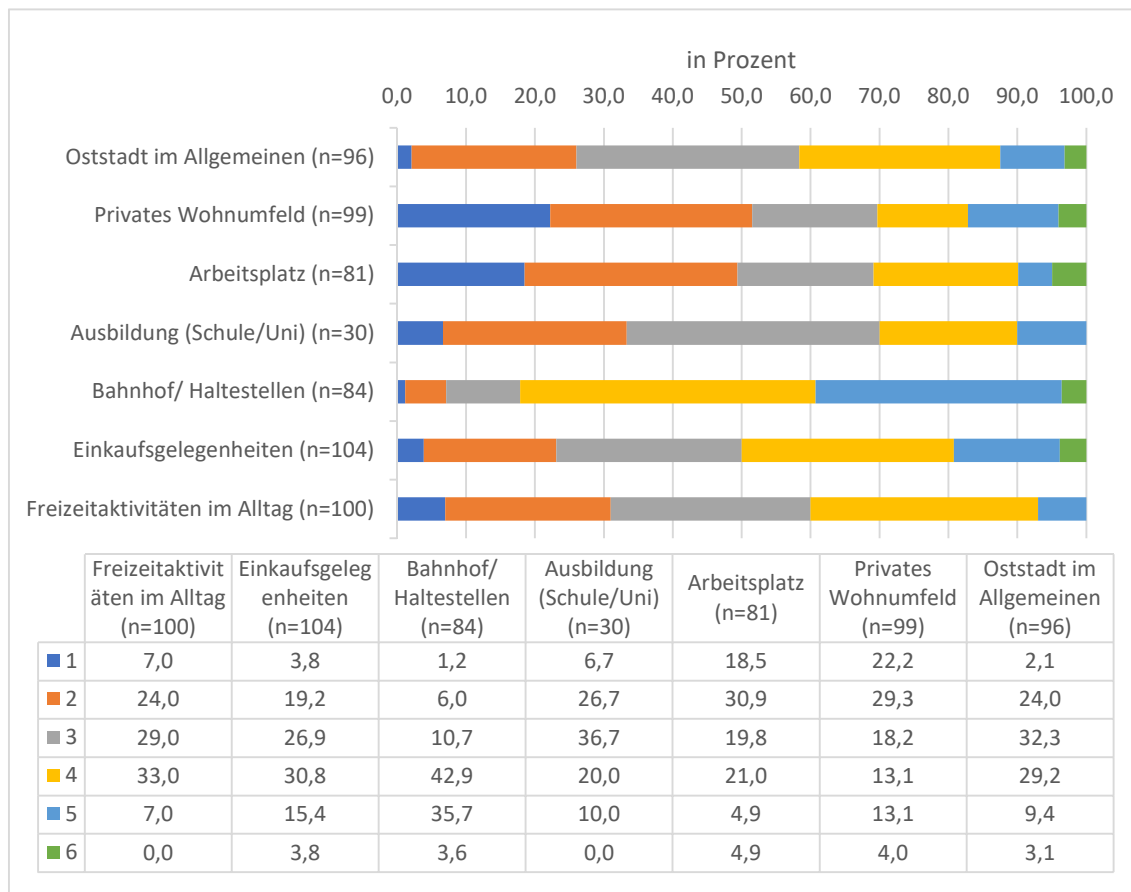 in Prozent
0,0 10,0 20,0 30,0 40,0 50,0 60,0 70,0 80,0 90,0 100,0
Oststadt im Allgemeinen (n=96)
Privates Wohnumfeld (n=99)
Arbeitsplatz (n=81)
Ausbildung (Schule/Uni) (n=30)
Bahnhof/ Haltestellen (n=84)
Einkaufsgelegenheiten (n=104)
Freizeitaktivitäten im Alltag (n=100)
Freizeitaktivit Einkaufsgeleg Bahnhof/ Ausbildung Arbeitsplatz Privates Oststadt im
äten im Alltag enheiten Haltestellen (Schule/Uni) (n=81) Wohnumfeld Allgemeinen
(n=100) (n=104) (n=84) (n=30) (n=99) (n=96)
1 7,0 3,8 1,2 6,7 18,5 22,2 2,1
2 24,0 19,2 6,0 26,7 30,9 29,3 24,0
3 29,0 26,9 10,7 36,7 19,8 18,2 32,3
4 33,0 30,8 42,9 20,0 21,0 13,1 29,2
5 7,0 15,4 35,7 10,0 4,9 13,1 9,4
6 0,0 3,8 3,6 0,0 4,9 4,0 3,1